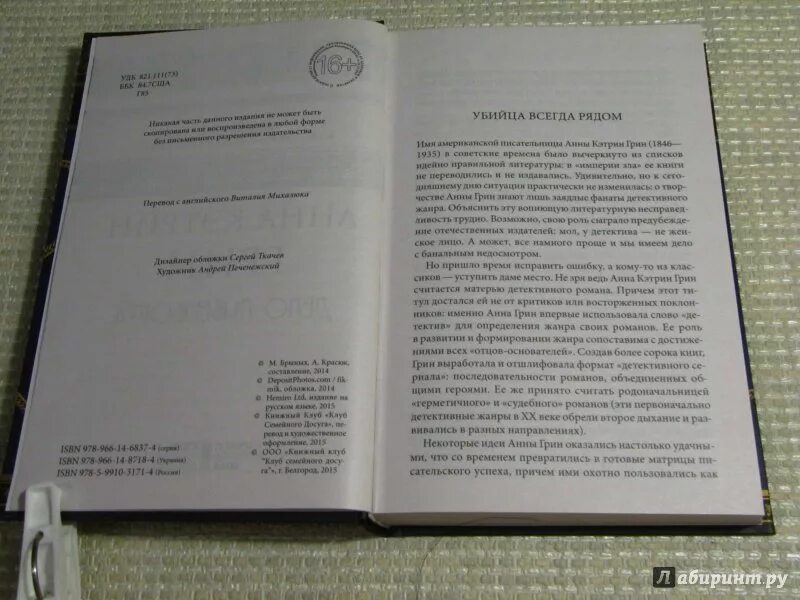 УДК 821.111(73)
ББК 84.7США
Г85
16+
Никакая часть данного издания не может быть
скопирована или воспроизведена в любой форме
без письменного разрешения издательства
Перевод с английского Виталия Михалюка
Дизайнер обложки Сергей Ткачев
Художник Андрей Печенежский
© М. Брыных, А. Красюк,
составление, 2014
© DepositPhotos.com /
mik, обложка, 2014
© Hemiro Ltd, издание на
русском языке, 2015
© Книжный Клуб «Клуб
Семейного Досуга», пе-
ревод и художественное
оформление, 2015
© ООО «Книжный клуб
"Клуб семейного досу-
га"», г. Белгород, 2015
ISBN 978-966-14-6837-4 (серия)
ISBN 978-966-14-8718-4 (Украина)
ISBN 978-5-9910-3171-4 (Россия)
УБИЙЦА ВСЕГДА РЯДОМ
Имя американской писательницы Анны Кэтрин Грин (1846—
1935) в советские времена было вычеркнуто из списков
идейно правильной литературы: в «империи зла» ее книги
не переводились и не издавались. Удивительно, но к сего-
дняшнему дню ситуация практически не изменилась: о твор-
честве Анны Грин знают лишь заядлые фанаты детективного
жанра. Объяснить эту вопиющую литературную несправед-
ливость трудно. Возможно, свою роль сыграло предубежде-
ние отечественных издателей: мол, у детектива — не жен-
ское лицо. А может, все намного проще и мы имеем дело
с банальным недосмотром.
Но пришло время исправить ошибку, а кому-то из клас-
сиков — уступить даме место. Не зря ведь Анна Кэтрин Грин
считается матерью детективного романа. Причем этот ти-
тул достался ей не от критиков или восторженных поклон-
ников: именно Анна Грин впервые использовала слово «де-
тектив» для определения жанра своих романов. Ее роль
в развитии и формировании жанра сопоставима с достиже-
ниями всех «отцов-основателей». Создав более сорока книг,
Грин разработала и отшлифовала формат «детективного се-
риала»: последовательности романов, объединенных об-
щими героями. Ее же принято считать родоначальницей
«герметичного» и «судебного» романов (эти первоначально
детективные жанры в XX веке обрели второе дыхание и раз-
вивались в разных направлениях).
Некоторые идеи Анны Грин оказались настолько удачны-
ми, что со временем превратились в готовые матрицы пи-
сательского успеха, причем ими охотно пользовались как
Лабиринт.ру